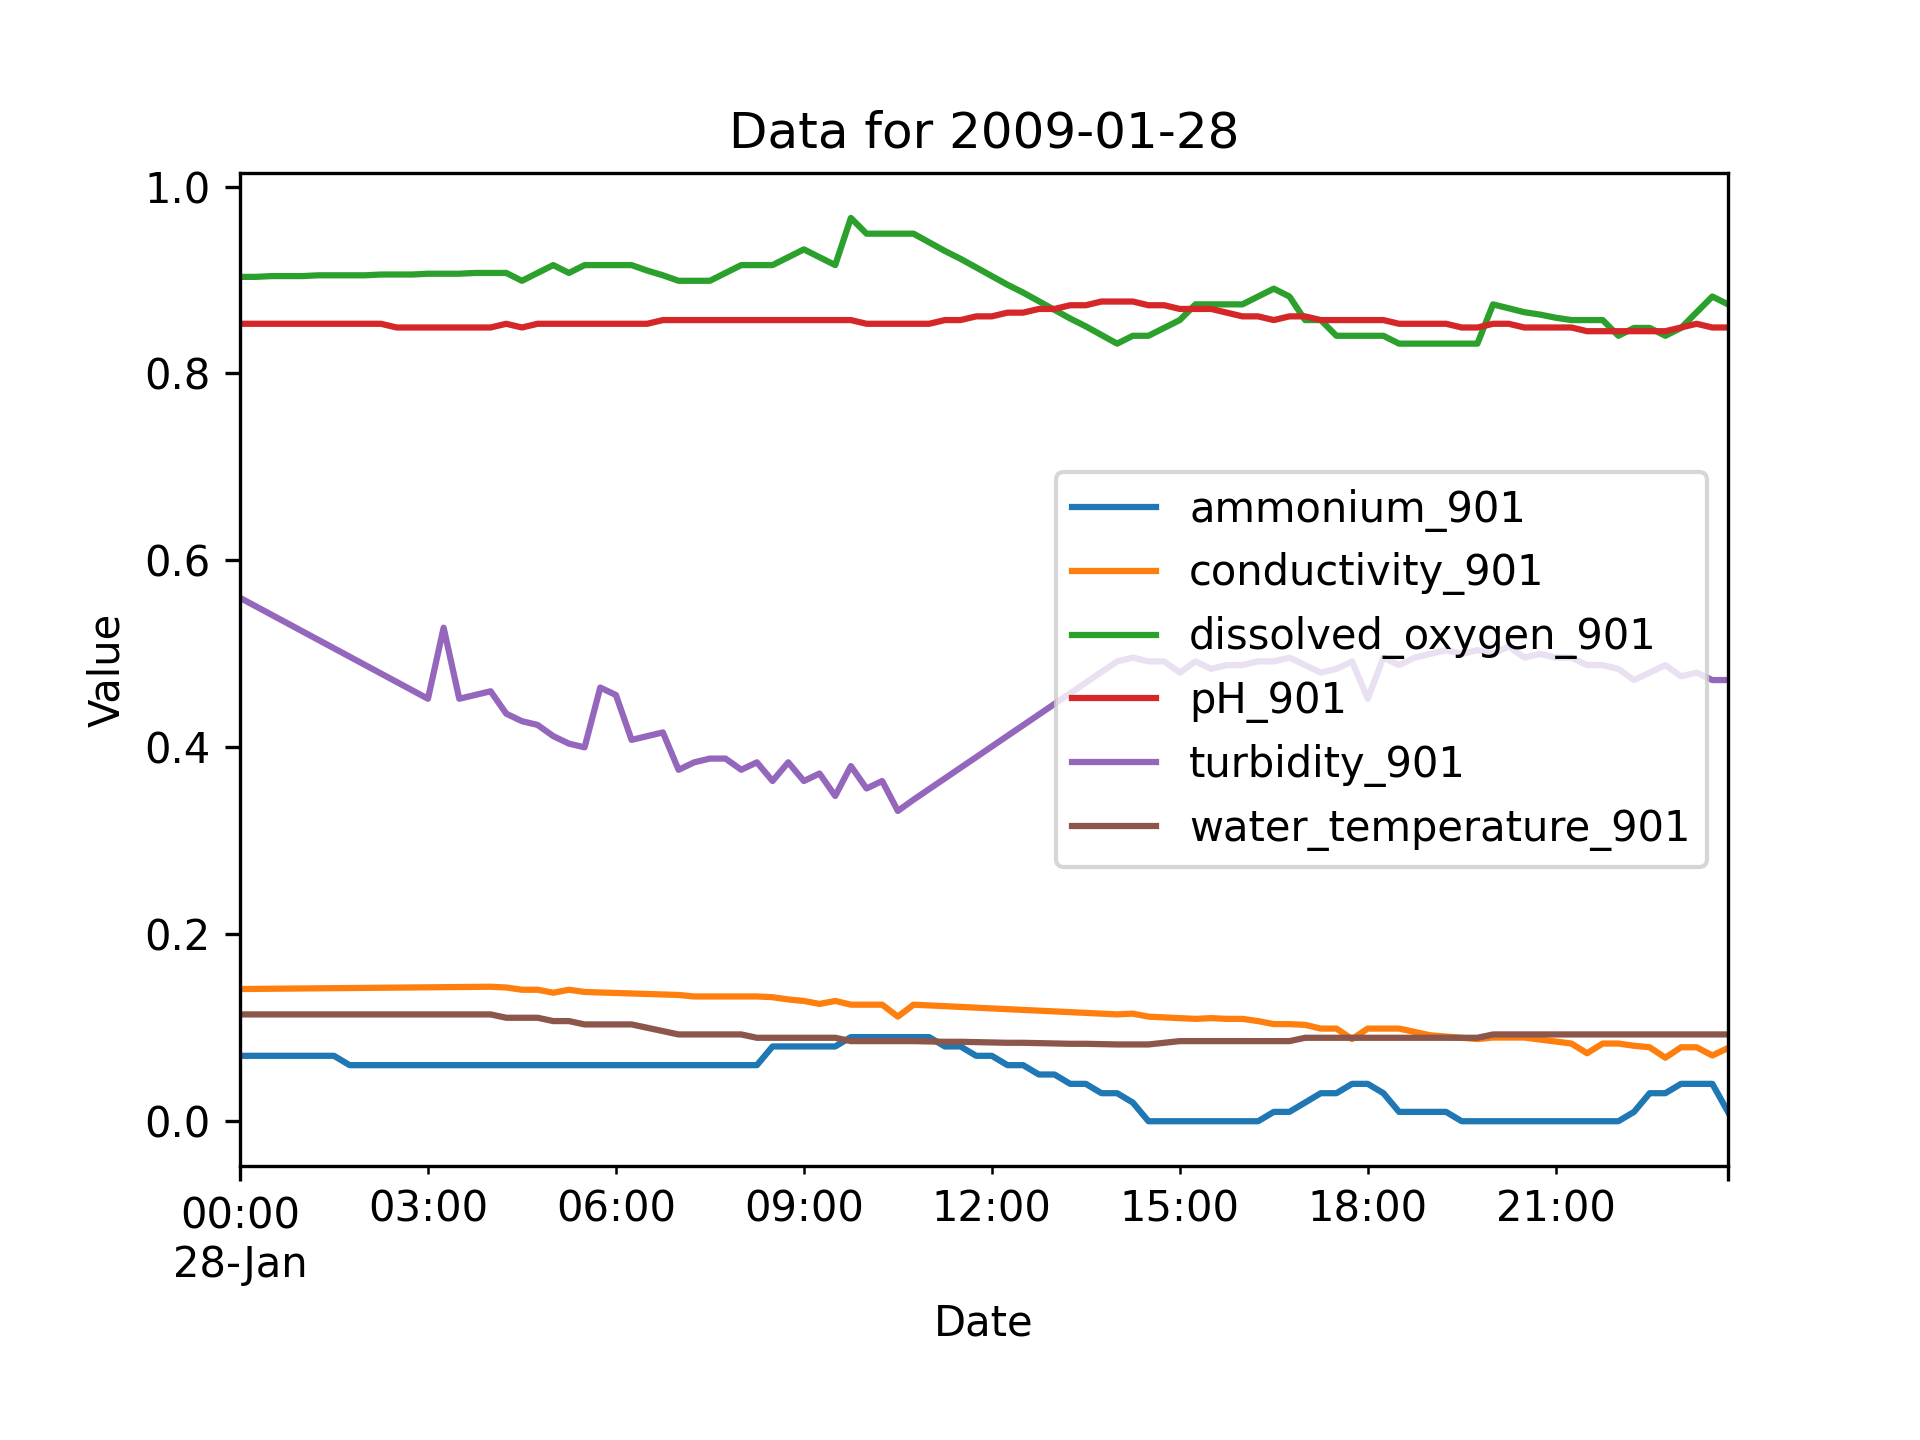 Data for 2009-01-28
1.0
0.8
0.6
0.4
0.2
0.0
Value
ammonium_901
conductivity_901
dissolved_oxygen_901
pH_901
turbidity_901
water_temperature_901
00:00 03:00 06:00 09:00 12:00 15:00 18:00 21:00
28-Jan
Date